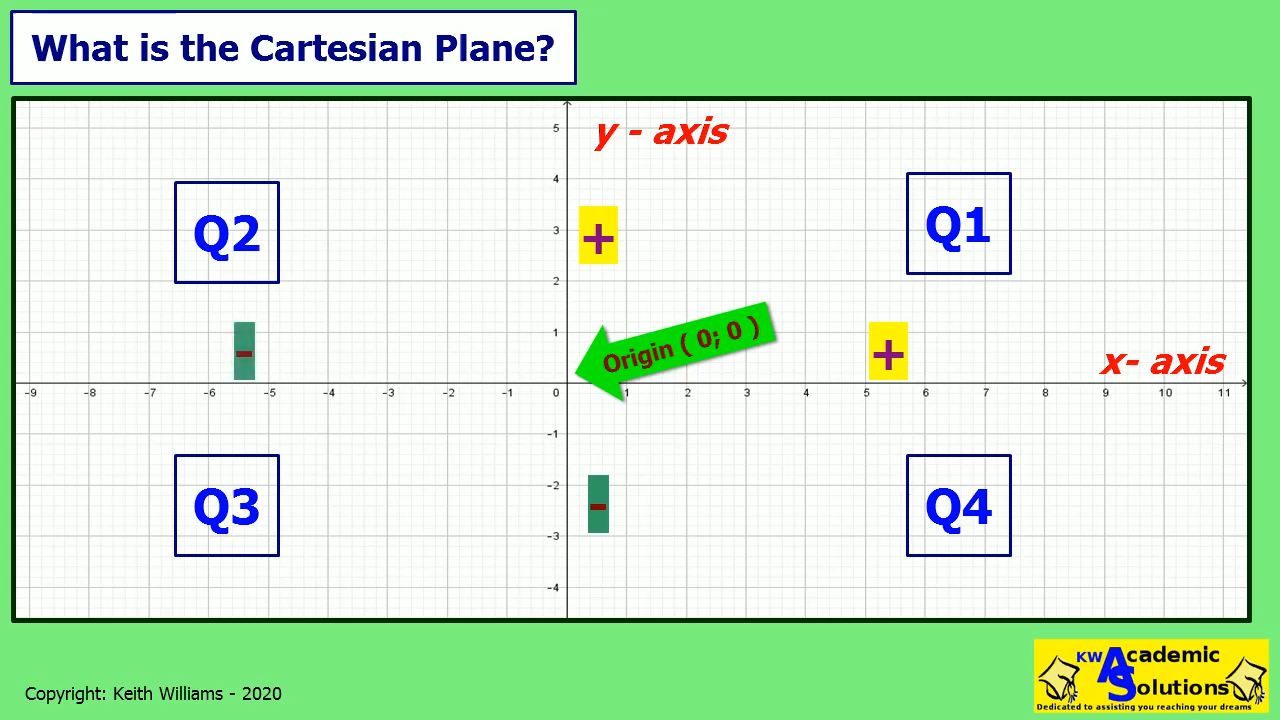 What is the Cartesian Plane?
y - axis
5
4
Q2
Q1
+
3
2
Origin ( 0; 0 )
1
-
+
x- axis
-9 -8 -7 -6 -5 -4 -3 -2 -1 0 1 2 3 4 5 6 7 8 9 10 11
-1
Q3
-2
-
Q4
-3
-4
KW Academic
Solutions
Dedicated to assisting you reaching your dreams
Copyright: Keith Williams - 2020